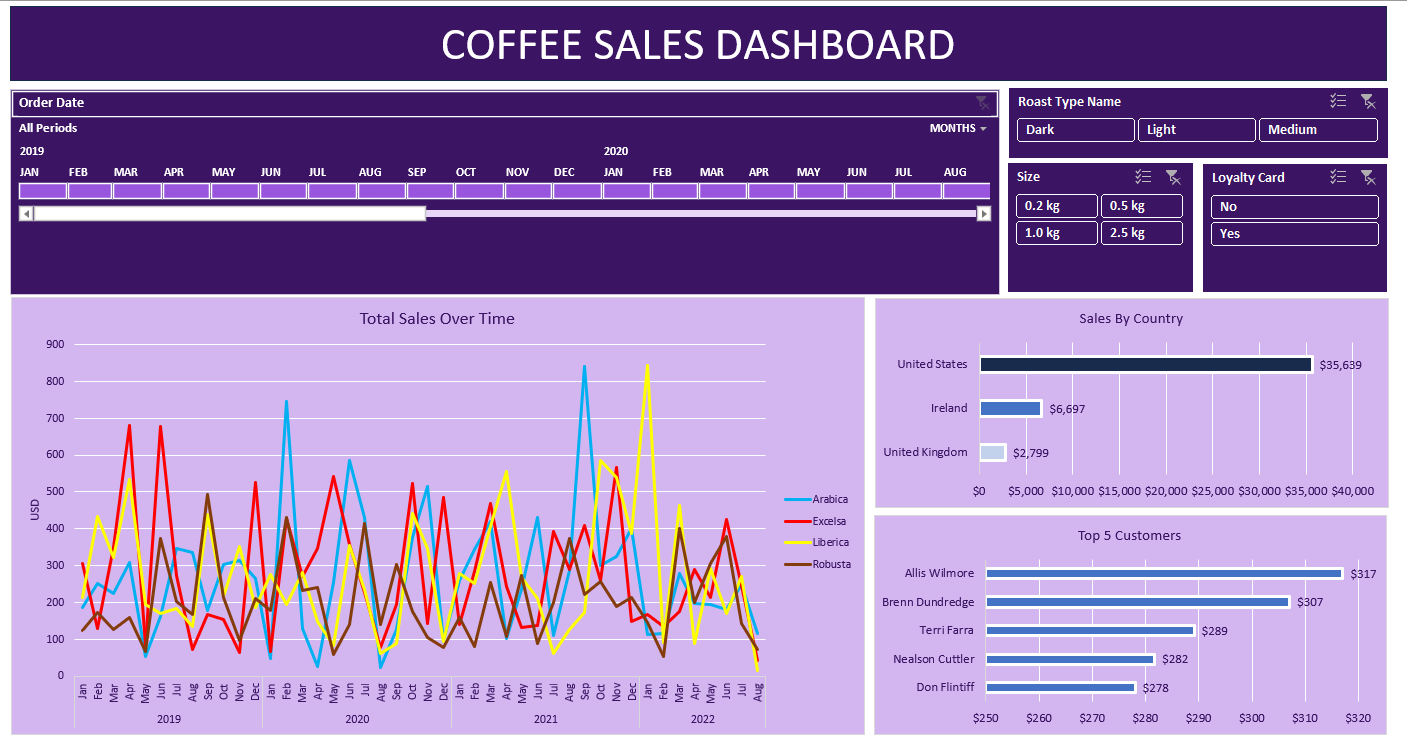 COFFEE SALES DASHBOARD
Order Date
All Periods MONTHS
2019 2020
JAN FEB MAR APR MAY JUN JUL AUG SEP OCT NOV DEC JAN FEB MAR APR MAY JUN JUL AUG
Roast Type Name
Dark Light Medium
Size
0.2 kg 0.5 kg
1.0 kg 2.5 kg
Loyalty Card
No
Yes
Total Sales Over Time
900
800
700
600
500
400
300
200
100
0
USD
Jan Feb Mar Apr May Jun Jul Aug Sep Oct Nov Dec Jan Feb Mar Apr May Jun Jul Aug Sep Oct Nov Dec Jan Feb Mar Apr May Jun Jul Aug Sep Oct Nov Dec Jan Feb Mar Apr May Jun Jul Aug
2019 2020 2021 2022
Arabica
Excelsa
Liberica
Robusta
Sales By Country
United States $35,639
Ireland $6,697
United Kingdom $2,799
$0 $5,000 $10,000 $15,000 $20,000 $25,000 $30,000 $35,000 $40,000
Top 5 Customers
Allis Wilmore $317
Brenn Dundredge $307
Terri Farra $289
Nealson Cuttler $282
Don Flintiff $278
$250 $260 $270 $280 $290 $300 $310 $320